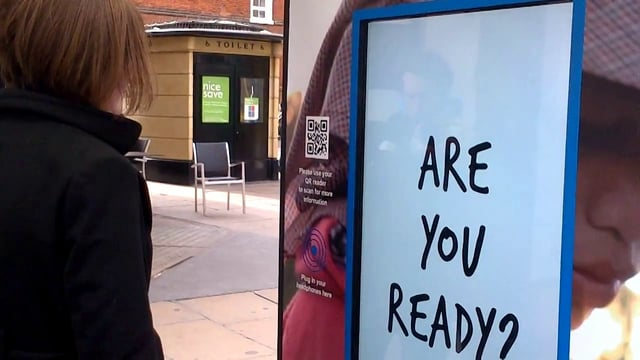 TOILET
nice
save
Please use your
QR reader
to scan for more
information
Plug in your
headphones here
ARE
YOU
READY?